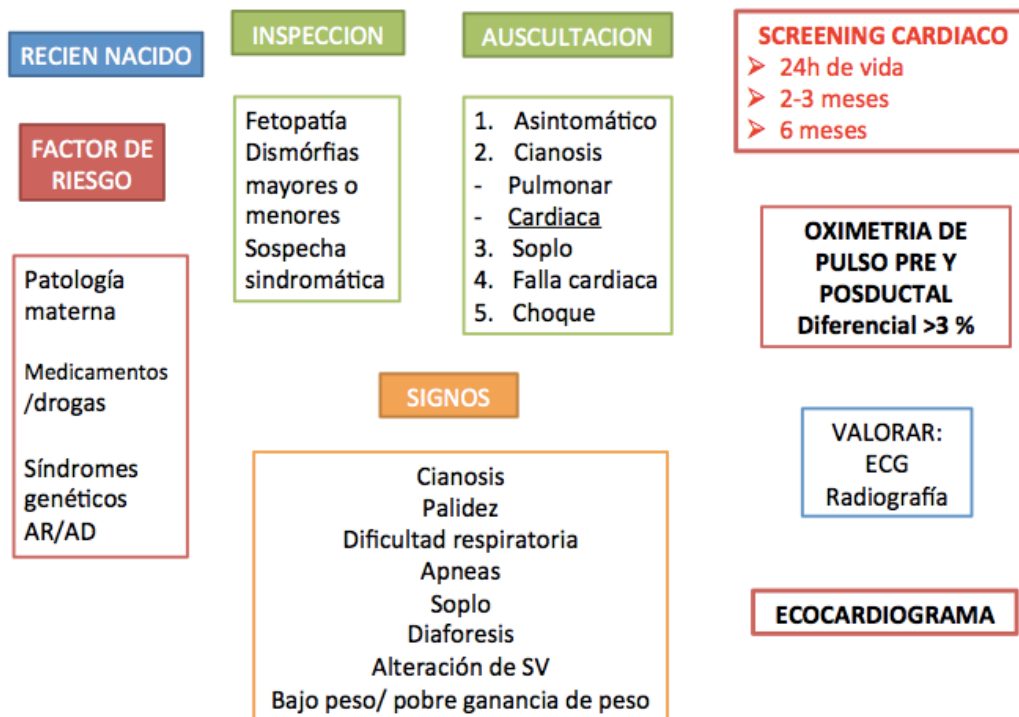 RECIEN NACIDO
FACTOR DE
RIESGO
Patología
materna
Medicamentos
/drogas
Síndromes
genéticos
AR/AD
INSPECCION
Fetopatía
Dismórfias
mayores o
menores
Sospecha
sindromática
AUSCULTACION
1. Asintomático
2. Cianosis
- Pulmonar
- Cardiaca
3. Soplo
4. Falla cardiaca
5. Choque
SIGNOS
Cianosis
Palidez
Dificultad respiratoria
Apneas
Soplo
Diaforesis
Alteración de SV
Bajo peso/ pobre ganancia de peso
SCREENING CARDIACO
➢ 24h de vida
➢ 2-3 meses
➢ 6 meses
OXIMETRIA DE
PULSO PRE Y
POSDUCTAL
Diferencial >3 %
VALORAR:
ECG
Radiografía
ECOCARDIOGRAMA